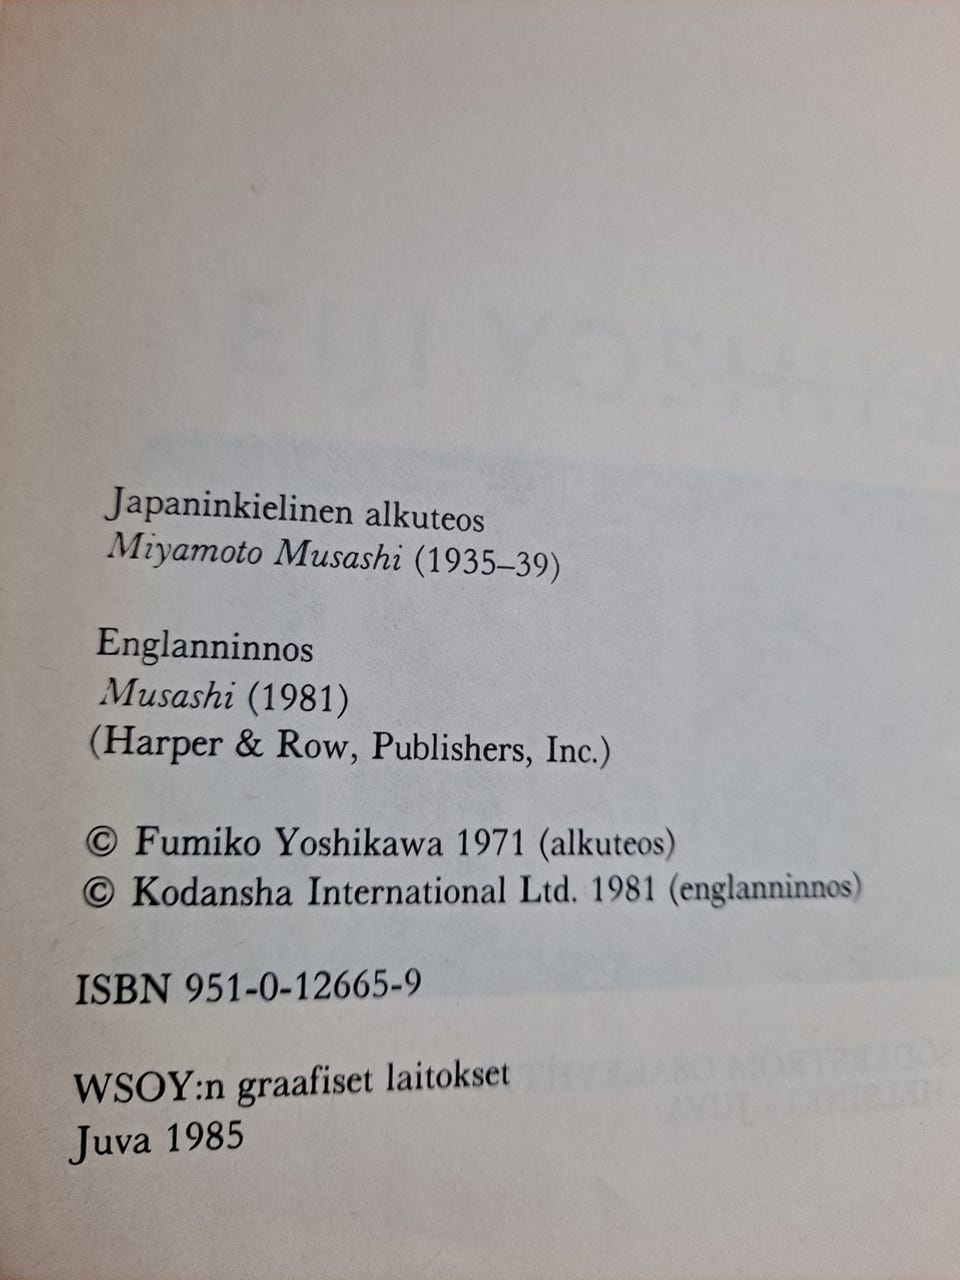 Japaninkielinen alkuteos
Miyamoto Musashi (1935–39)
Englanninnos
Musashi (1981)
(Harper & Row, Publishers, Inc.)
© Fumiko Yoshikawa 1971 (alkuteos)
© Kodansha International Ltd. 1981 (englanninnos)
ISBN 951-0-12665-9
WSOY:n graafiset laitokset
Juva 1985